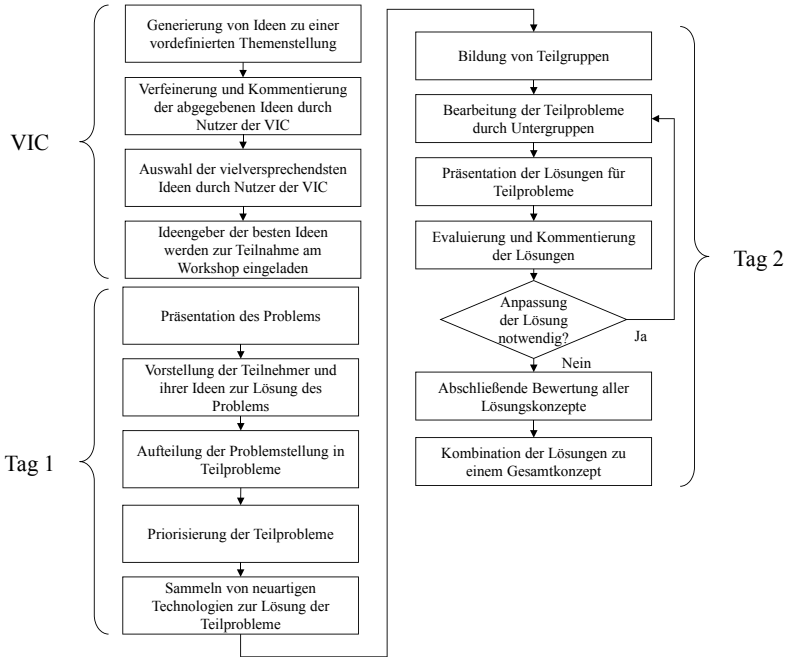 VIC
Generierung von Ideen zu einer
vordefinierten Themenstellung
Verfeinerung und Kommentierung
der abgegebenen Ideen durch
Nutzer der VIC
Auswahl der vielversprechendsten
Ideen durch Nutzer der VIC
Ideengeber der besten Ideen
werden zur Teilnahme am
Workshop eingeladen
Tag 1
Präsentation des Problems
Vorstellung der Teilnehmer und
ihrer Ideen zur Lösung des
Problems
Aufteilung der Problemstellung in
Teilprobleme
Priorisierung der Teilprobleme
Sammeln von neuartigen
Technologien zur Lösung der
Teilprobleme
Tag 2
Bildung von Teilgruppen
Bearbeitung der Teilprobleme
durch Untergruppen
Präsentation der Lösungen für
Teilprobleme
Evaluierung und Kommentierung
der Lösungen
Anpassung
der Lösung
notwendig?
Ja
Nein
Abschließende Bewertung aller
Lösungskonzepte
Kombination der Lösungen zu
einem Gesamtkonzept